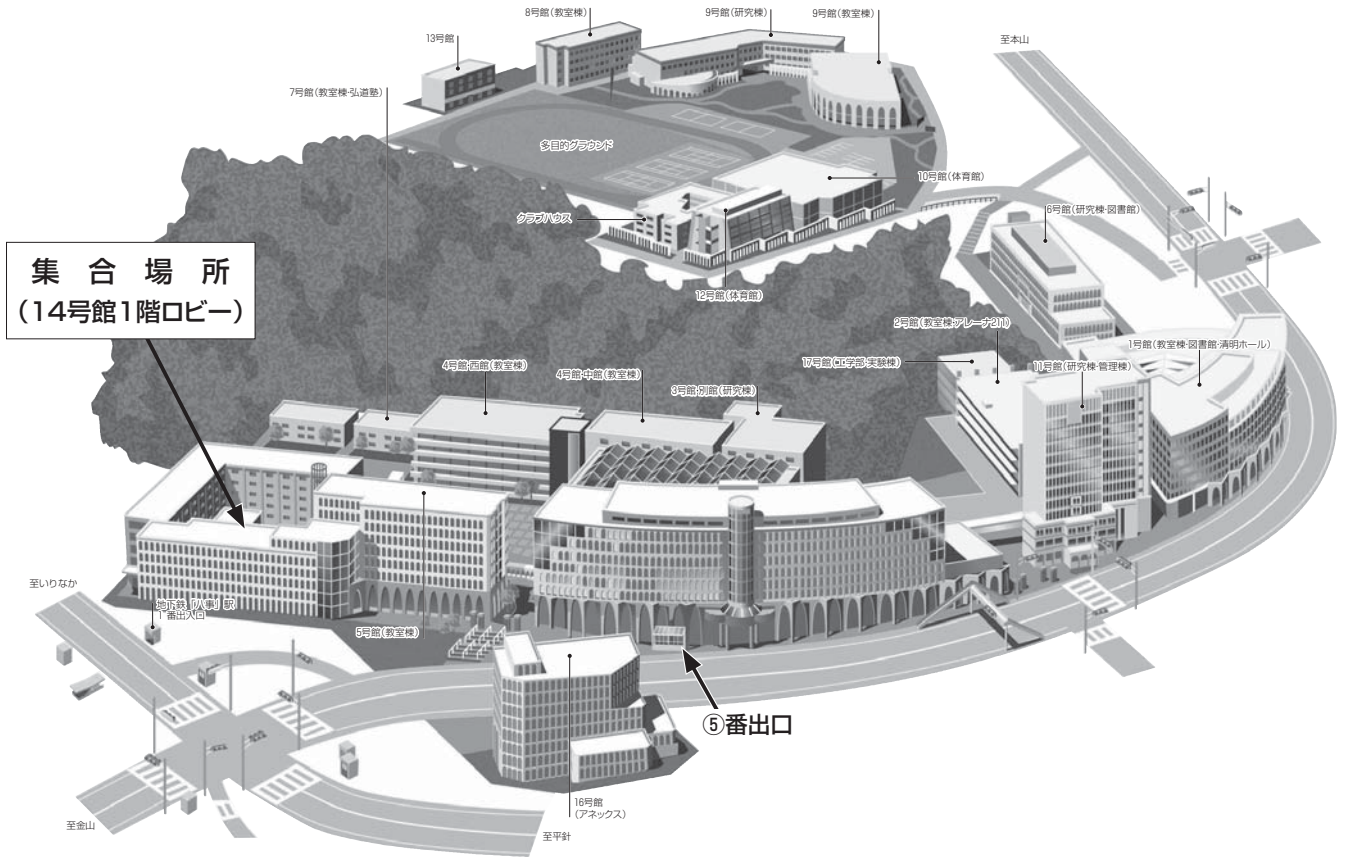 8号館(教室棟)
9号館(研究棟)
9号館(教室棟)
13号館
至本山
7号館(教室棟・弘道塾)
多目的グラウンド
10号館(体育館)
クラブハウス
6号館(研究棟・図書館)
集合場所
(14号館1階ロビー)
12号館(体育館)
2号館(教室棟・アレーナ211)
1号館(教室棟・図書館・清明ホール)
4号館・西館(教室棟)
4号館・中館(教室棟)
3号館・別館(研究棟)
17号館(工学部・実験棟)
11号館(研究棟・管理棟)
至いりなか
地下鉄「八事」駅
1番出入口
5号館(教室棟)
⑤番出口
16号館
(アネックス)
至金山
至平針